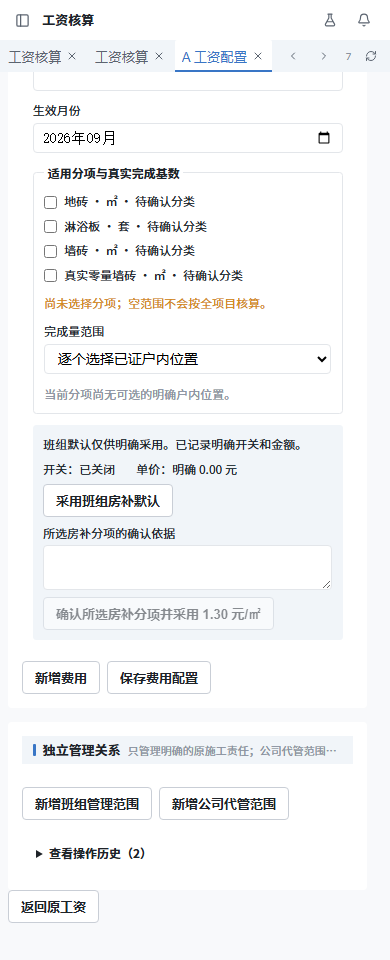 工资核算
工资核算 × 工资核算 × A 工资配置 × 7
生效月份
2026年09月
适用分项与真实完成基数
地砖 · ㎡ · 待确认分类
淋浴板 · 套 · 待确认分类
墙砖 · ㎡ · 待确认分类
真实零量墙砖 · ㎡ · 待确认分类
尚未选择分项；空范围不会按全项目核算。
完成量范围
逐个选择已证户内位置
当前分项尚无可选的明确户内位置。
班组默认仅供明确采用。已记录明确开关和金额。
开关：已关闭 单价：明确 0.00 元
采用班组房补默认
所选房补分项的确认依据
确认所选房补分项并采用 1.30 元/㎡
新增费用 保存费用配置
独立管理关系 只管理明确的原施工责任；公司代管范围…
新增班组管理范围 新增公司代管范围
▶ 查看操作历史（2）
返回原工资